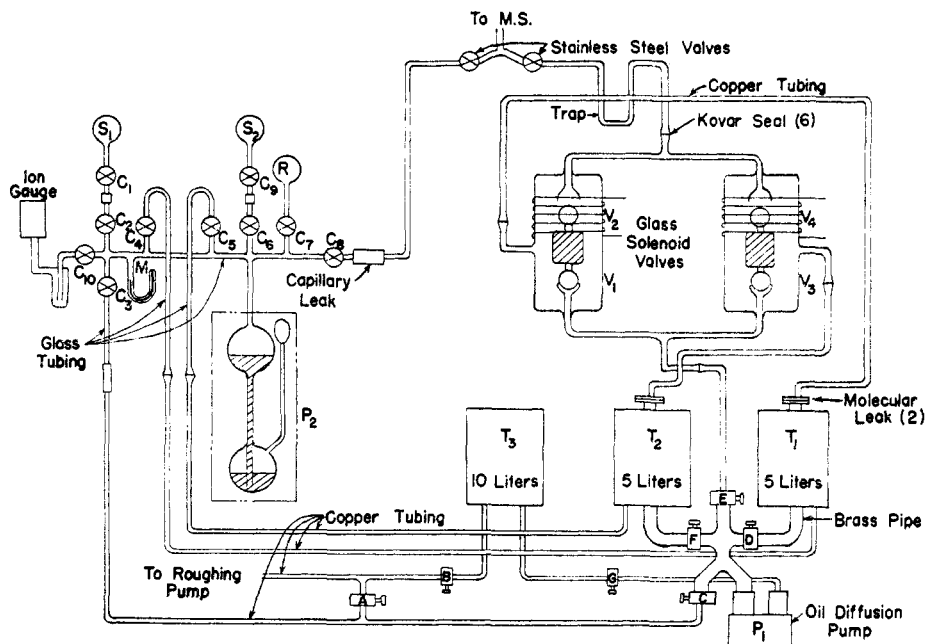 To M.S.
Stainless Steel Valves
Copper Tubing
Trap
Kovar Seal (6)
S1
S2
R
Ion
Gauge
C1
C9
C2
C4
C5
C6
C7
C8
C10
C3
M
Capillary
Leak
V2
V4
Glass
Solenoid
Valves
V1
V3
Glass
Tubing
P2
Molecular
Leak (2)
T3
10 Liters
T2
5 Liters
T1
5 Liters
E
Brass Pipe
F
D
Copper Tubing
To Roughing
Pump
B
G
A
C
P1
Oil Diffusion
Pump